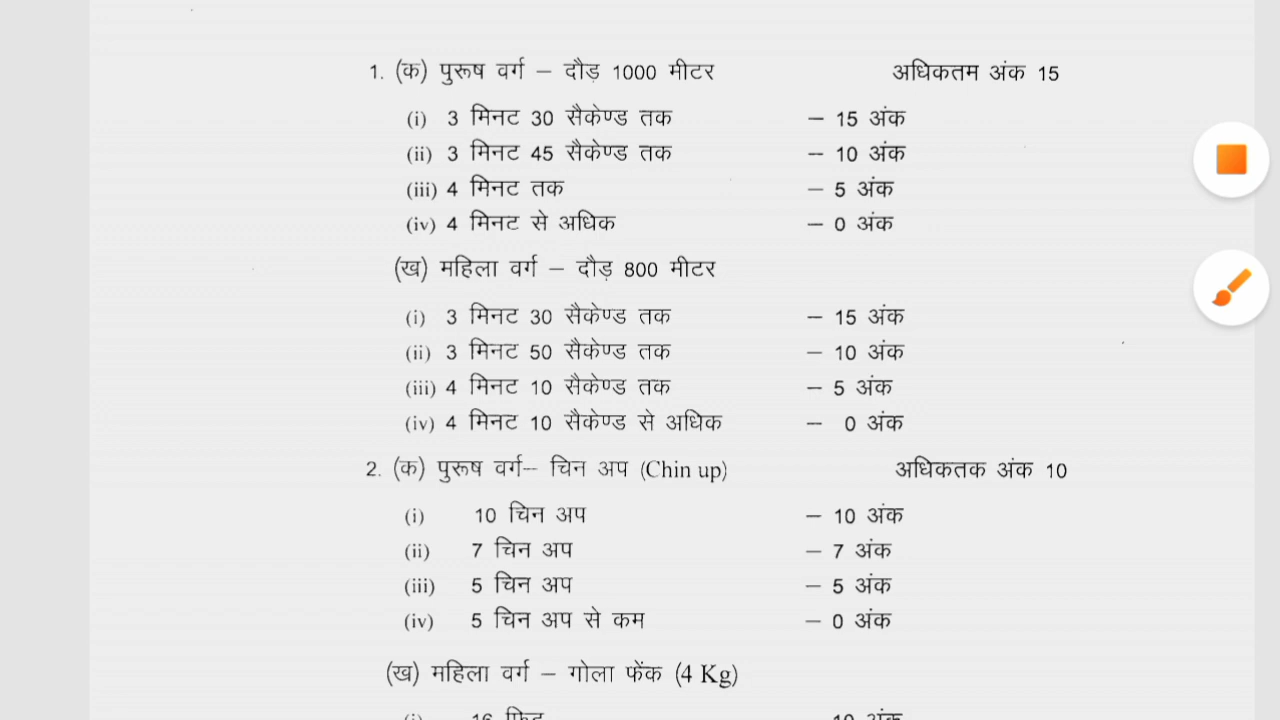 1. (क) पुरूष वर्ग – दौड़ 1000 मीटर अधिकतम अंक 15
(i) 3 मिनट 30 सैकेण्ड तक – 15 अंक
(ii) 3 मिनट 45 सैकेण्ड तक – 10 अंक
(iii) 4 मिनट तक – 5 अंक
(iv) 4 मिनट से अधिक – 0 अंक
(ख) महिला वर्ग – दौड़ 800 मीटर
(i) 3 मिनट 30 सैकेण्ड तक – 15 अंक
(ii) 3 मिनट 50 सैकेण्ड तक – 10 अंक
(iii) 4 मिनट 10 सैकेण्ड तक – 5 अंक
(iv) 4 मिनट 10 सैकेण्ड से अधिक – 0 अंक
2. (क) पुरूष वर्ग-- चिन अप (Chin up) अधिकतक अंक 10
(i) 10 चिन अप – 10 अंक
(ii) 7 चिन अप – 7 अंक
(iii) 5 चिन अप – 5 अंक
(iv) 5 चिन अप से कम – 0 अंक
(ख) महिला वर्ग – गोला फेंक (4 Kg)
(i) 16 फिट 10 अंक